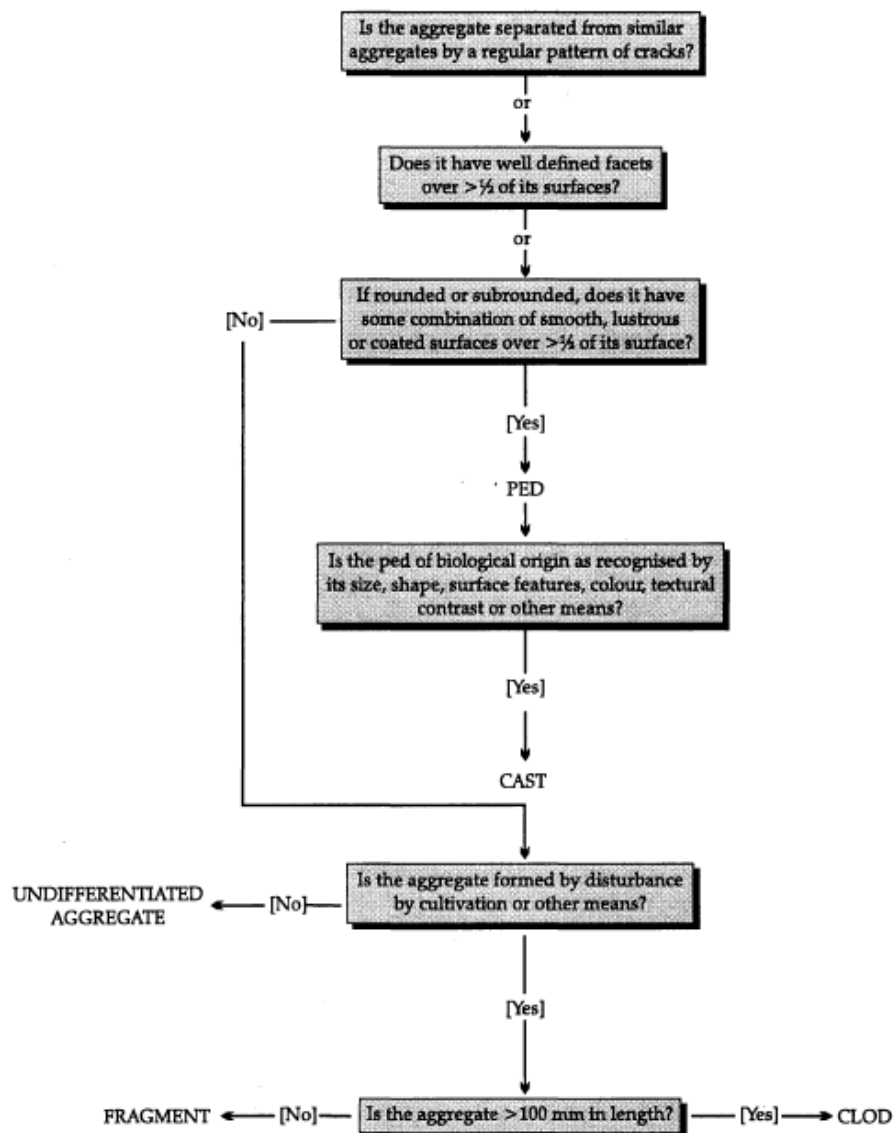 Is the aggregate separated from similar
aggregates by a regular pattern of cracks?
or
Does it have well defined facets
over >⅓ of its surfaces?
or
If rounded or subrounded, does it have
some combination of smooth, lustrous
or coated surfaces over >⅓ of its surface?
[No]
[Yes]
PED
Is the ped of biological origin as recognised by
its size, shape, surface features, colour, textural
contrast or other means?
[Yes]
CAST
Is the aggregate formed by disturbance
by cultivation or other means?
[No]
UNDIFFERENTIATED
AGGREGATE
[Yes]
FRAGMENT
[No]
Is the aggregate >100 mm in length?
[Yes]
CLOD